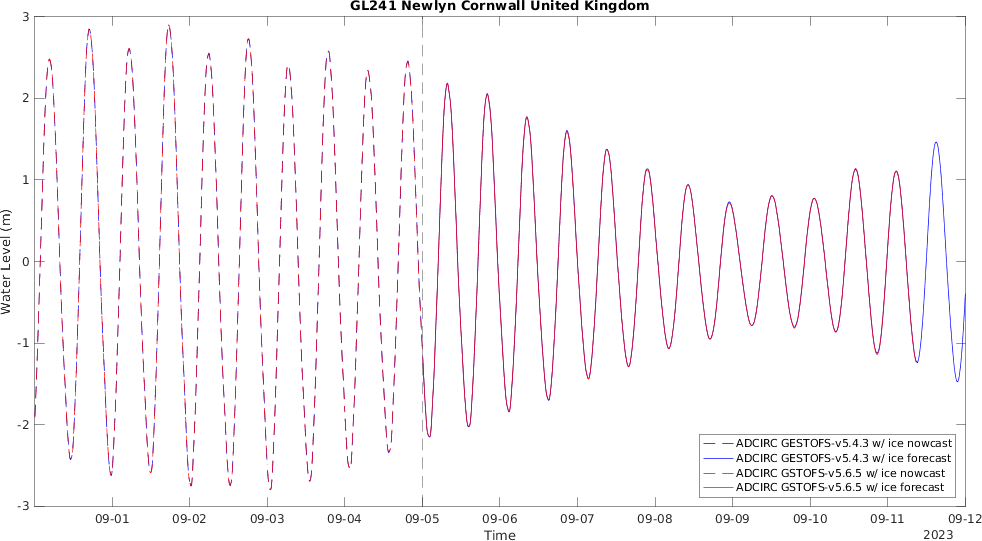 GL241 Newlyn Cornwall United Kingdom
3
2
1
0
-1
-2
-3
Water Level (m)
09-01 09-02 09-03 09-04 09-05 09-06 09-07 09-08 09-09 09-10 09-11 09-12
Time
2023
ADCIRC GESTOFS-v5.4.3 w/ ice nowcast
ADCIRC GESTOFS-v5.4.3 w/ ice forecast
ADCIRC GSTOFS-v5.6.5 w/ ice nowcast
ADCIRC GSTOFS-v5.6.5 w/ ice forecast